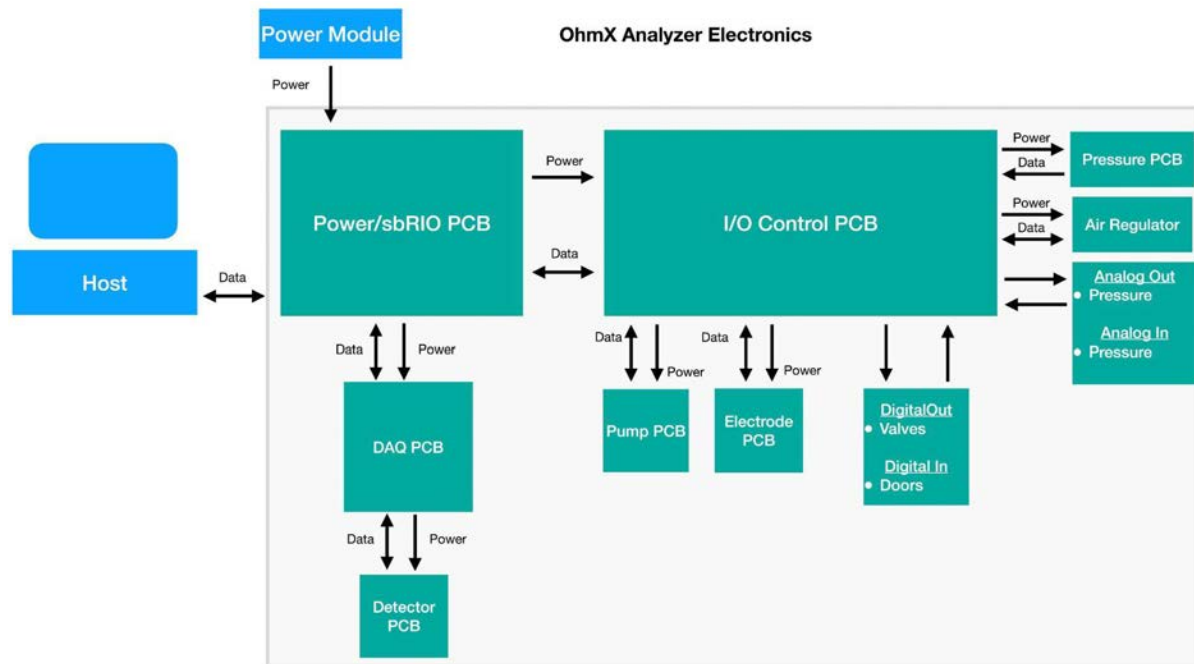 Power Module
OhmX Analyzer Electronics
Power
Power/sbRIO PCB
Power
Data
I/O Control PCB
Power
Data
Pressure PCB
Power
Data
Air Regulator
Analog Out
• Pressure
Analog In
• Pressure
Host
Data
Data
Power
DAQ PCB
Data
Power
Detector
PCB
Data
Power
Pump PCB
Data
Power
Electrode
PCB
DigitalOut
• Valves
Digital In
• Doors